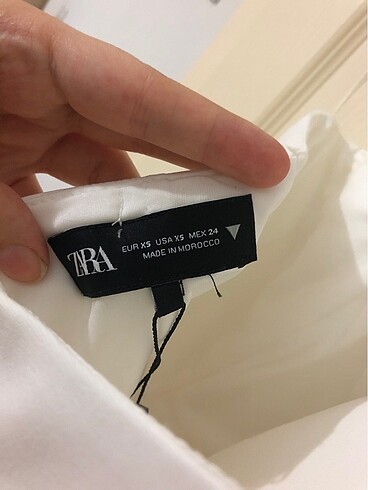 ZARA
EUR XS USA XS MEX 24
MADE IN MOROCCO